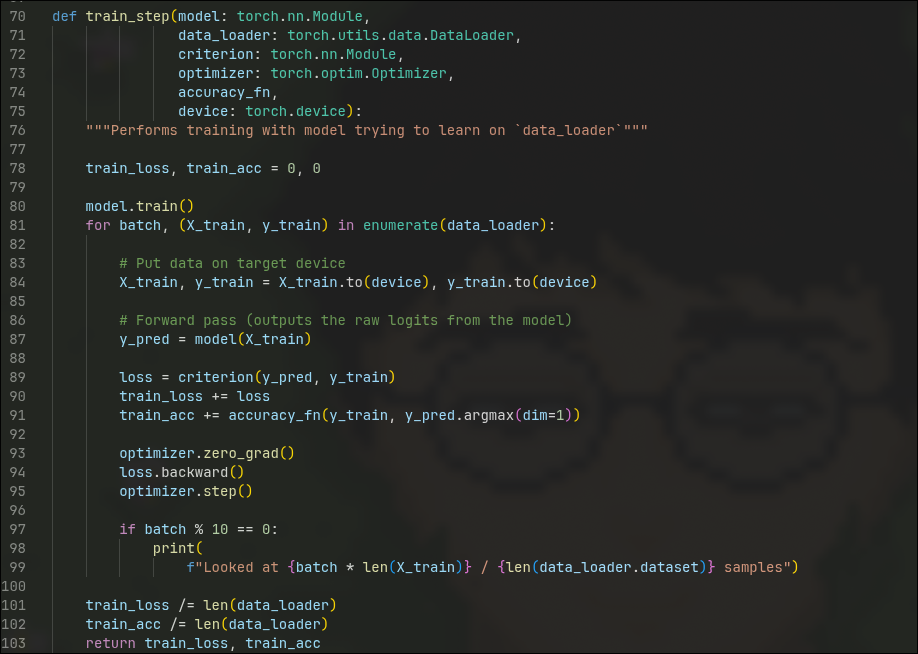 70 def train_step(model: torch.nn.Module,
71 data_loader: torch.utils.data.DataLoader,
72 criterion: torch.nn.Module,
73 optimizer: torch.optim.Optimizer,
74 accuracy_fn,
75 device: torch.device):
76 """Performs training with model trying to learn on `data_loader`"""
77
78 train_loss, train_acc = 0, 0
79
80 model.train()
81 for batch, (X_train, y_train) in enumerate(data_loader):
82
83 # Put data on target device
84 X_train, y_train = X_train.to(device), y_train.to(device)
85
86 # Forward pass (outputs the raw logits from the model)
87 y_pred = model(X_train)
88
89 loss = criterion(y_pred, y_train)
90 train_loss += loss
91 train_acc += accuracy_fn(y_train, y_pred.argmax(dim=1))
92
93 optimizer.zero_grad()
94 loss.backward()
95 optimizer.step()
96
97 if batch % 10 == 0:
98 print(
99 f"Looked at {batch * len(X_train)} / {len(data_loader.dataset)} samples")
100
101 train_loss /= len(data_loader)
102 train_acc /= len(data_loader)
103 return train_loss, train_acc